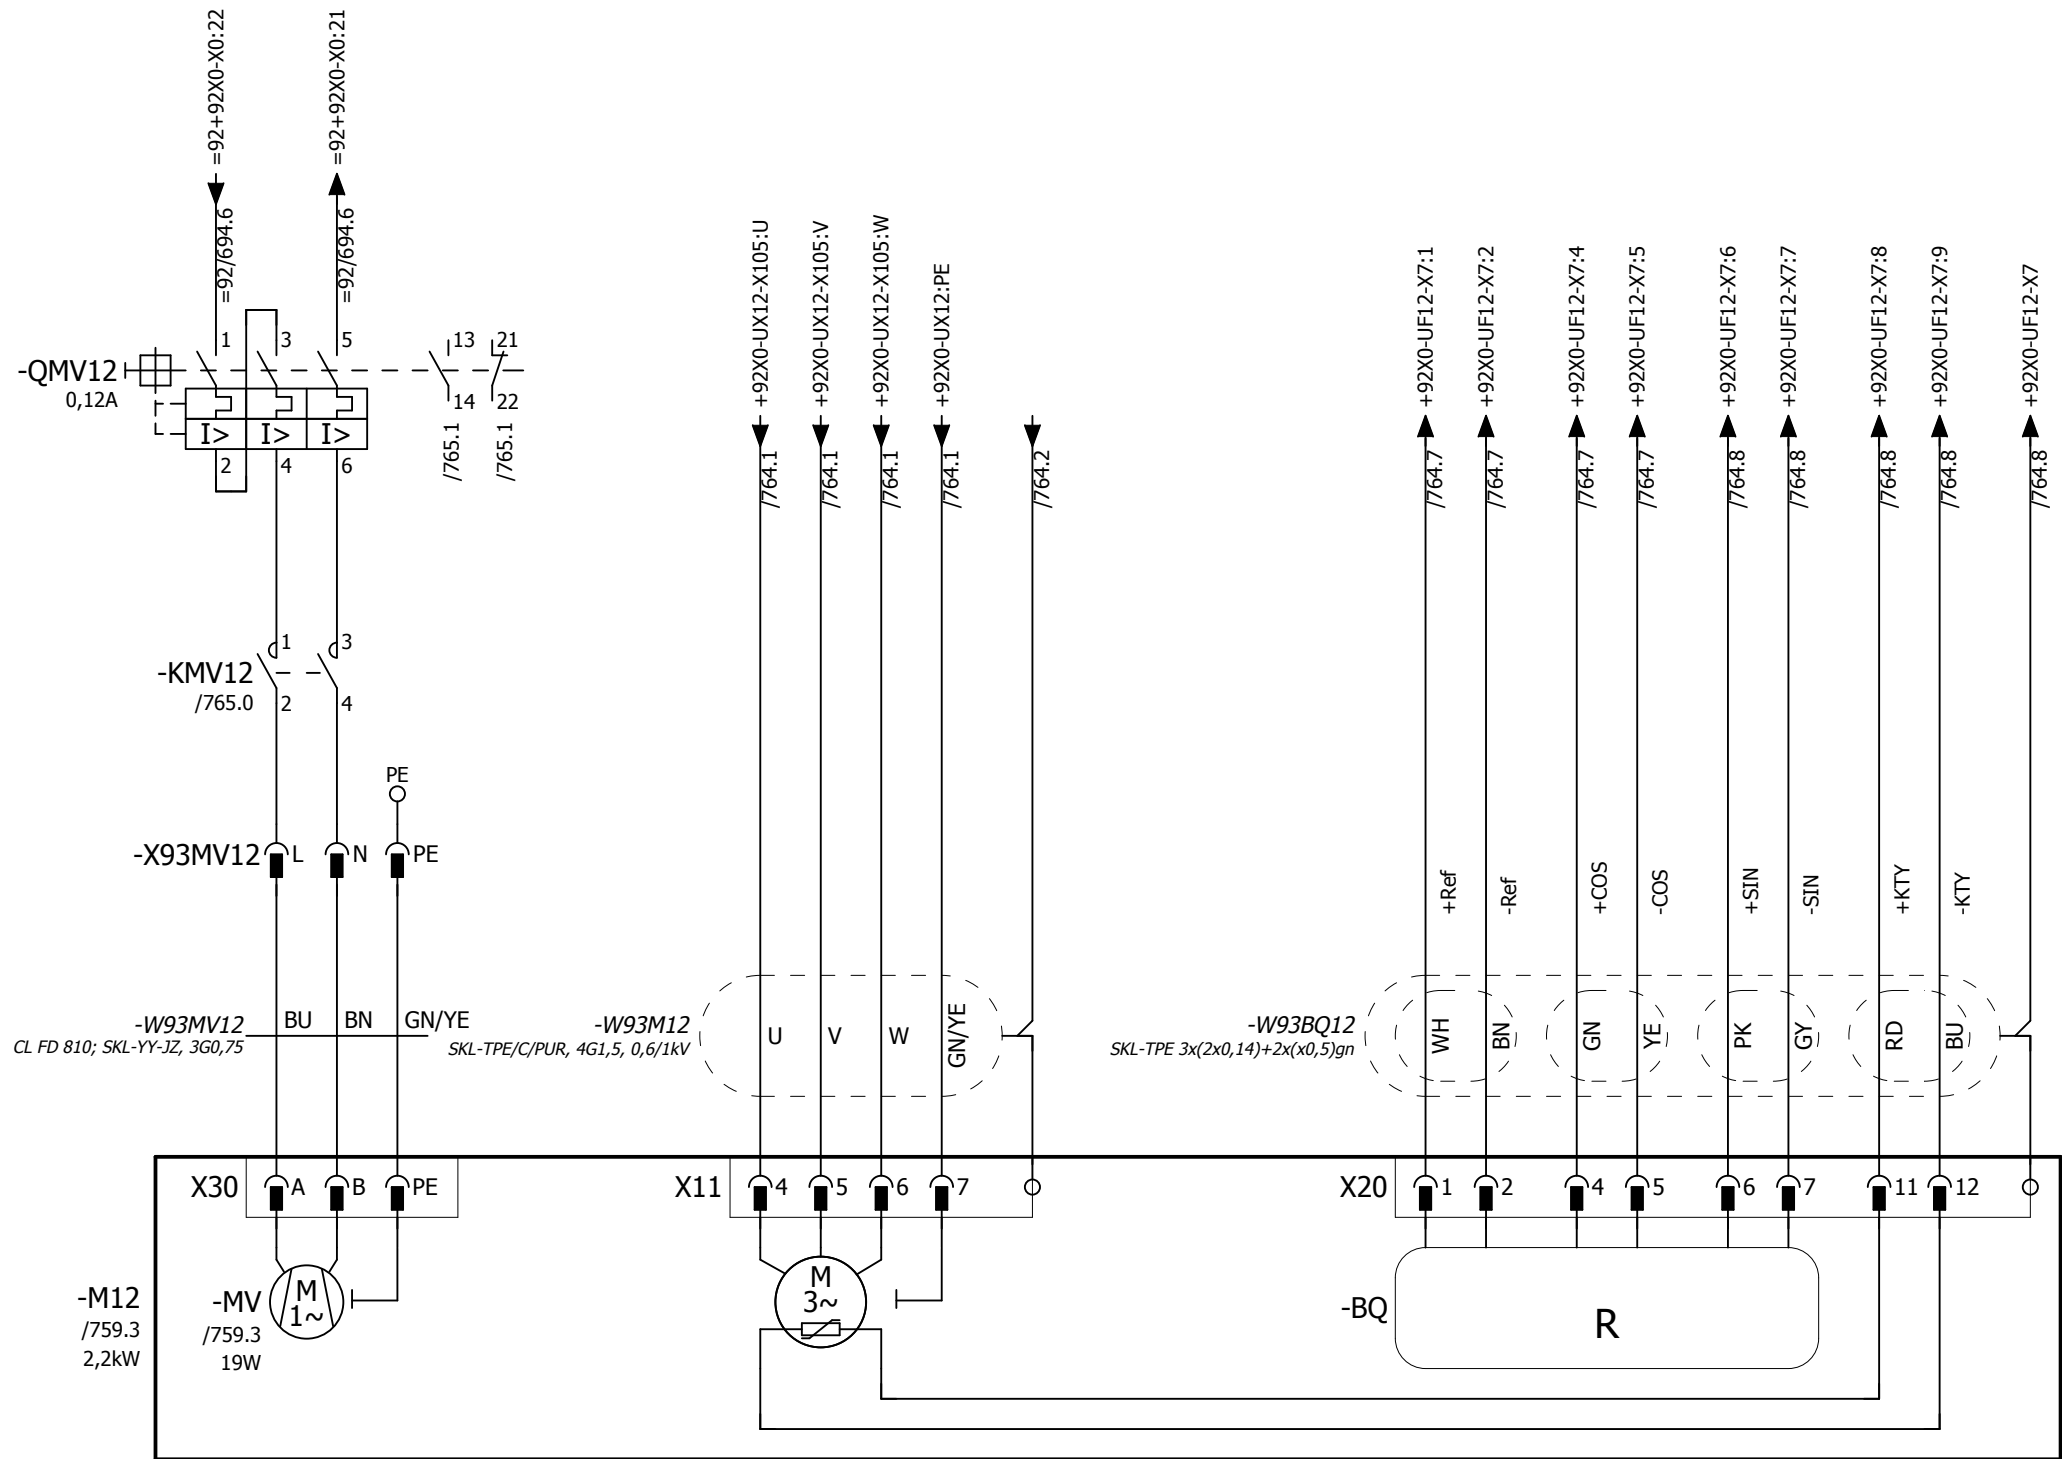 =92+92X0-X0:22
=92+92X0-X0:21
=92/694.6
=92/694.6
+92X0-UX12-X105:U
+92X0-UX12-X105:V
+92X0-UX12-X105:W
+92X0-UX12:PE
+92X0-UF12-X7:1
+92X0-UF12-X7:2
+92X0-UF12-X7:4
+92X0-UF12-X7:5
+92X0-UF12-X7:6
+92X0-UF12-X7:7
+92X0-UF12-X7:8
+92X0-UF12-X7:9
+92X0-UF12-X7
1 3 5 13 21
-QMV12
0,12A
14 22
I> I> I>
2 4 6
/765.1 /765.1
/764.1 /764.1 /764.1 /764.1 /764.2
/764.7 /764.7 /764.7 /764.7 /764.8 /764.8 /764.8 /764.8 /764.8
1 3
-KMV12
/765.0
2 4
PE
-X93MV12 L N PE
+Ref -Ref +COS -COS +SIN -SIN +KTY -KTY
-W93MV12 BU BN GN/YE
CL FD 810; SKL-YY-JZ, 3G0,75
-W93M12 U V W GN/YE
SKL-TPE/C/PUR, 4G1,5, 0,6/1kV
-W93BQ12 WH BN GN YE PK GY RD BU
SKL-TPE 3x(2x0,14)+2x(x0,5)gn
X30 A B PE
X11 4 5 6 7
X20 1 2 4 5 6 7 11 12
-M12
/759.3
2,2kW
-MV
/759.3
19W
M
1~
M
3~
-BQ
R